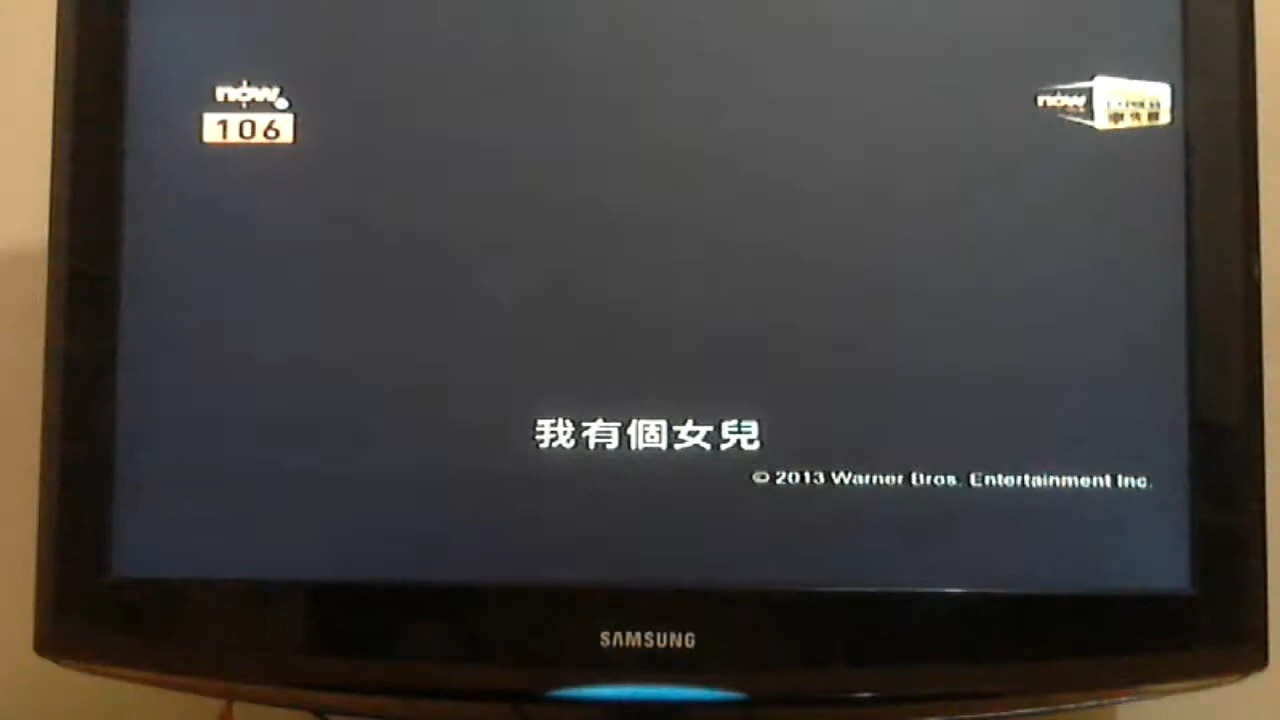 now
106
now
我有個女兒
© 2013 Warner Bros. Entertainment Inc.
SAMSUNG